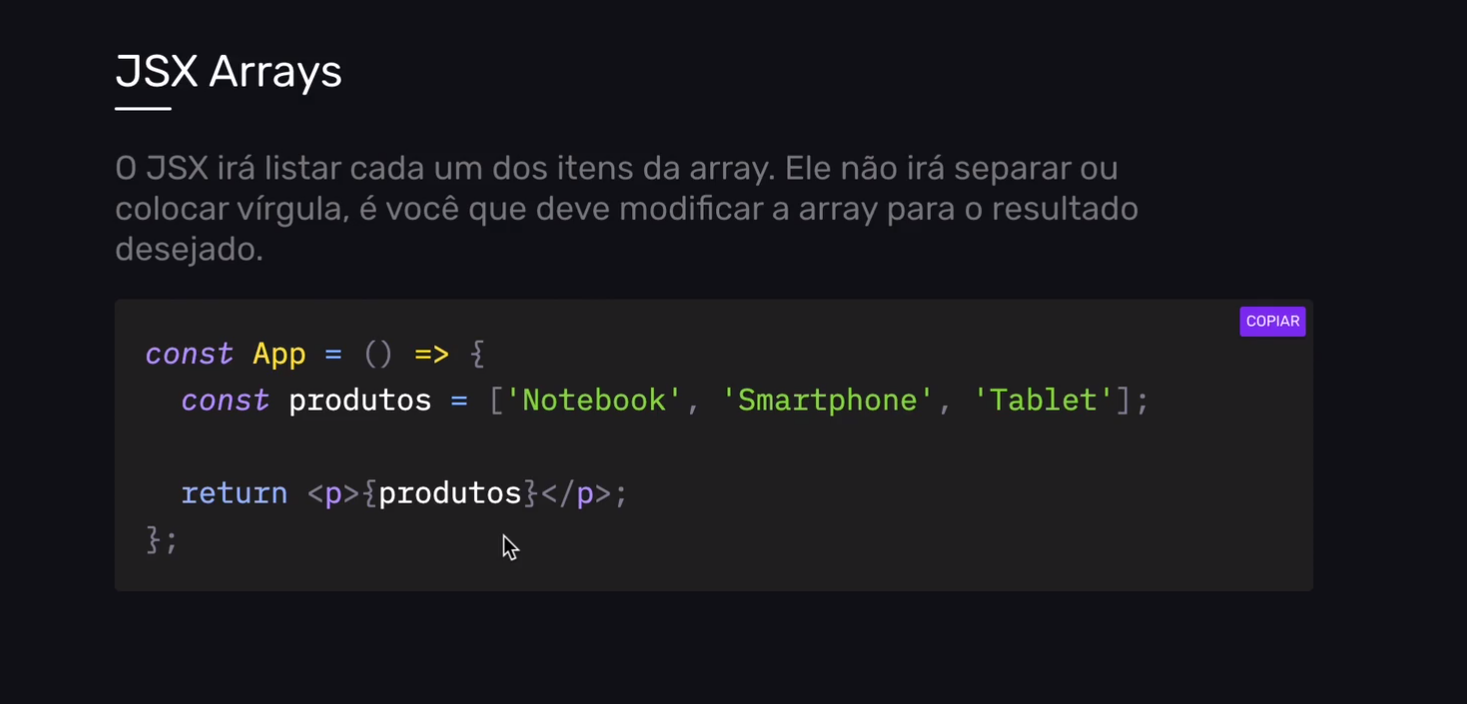 JSX Arrays
O JSX irá listar cada um dos itens da array. Ele não irá separar ou
colocar vírgula, é você que deve modificar a array para o resultado
desejado.
COPIAR
const App = () => {
  const produtos = ['Notebook', 'Smartphone', 'Tablet'];
  return <p>{produtos}</p>;
};